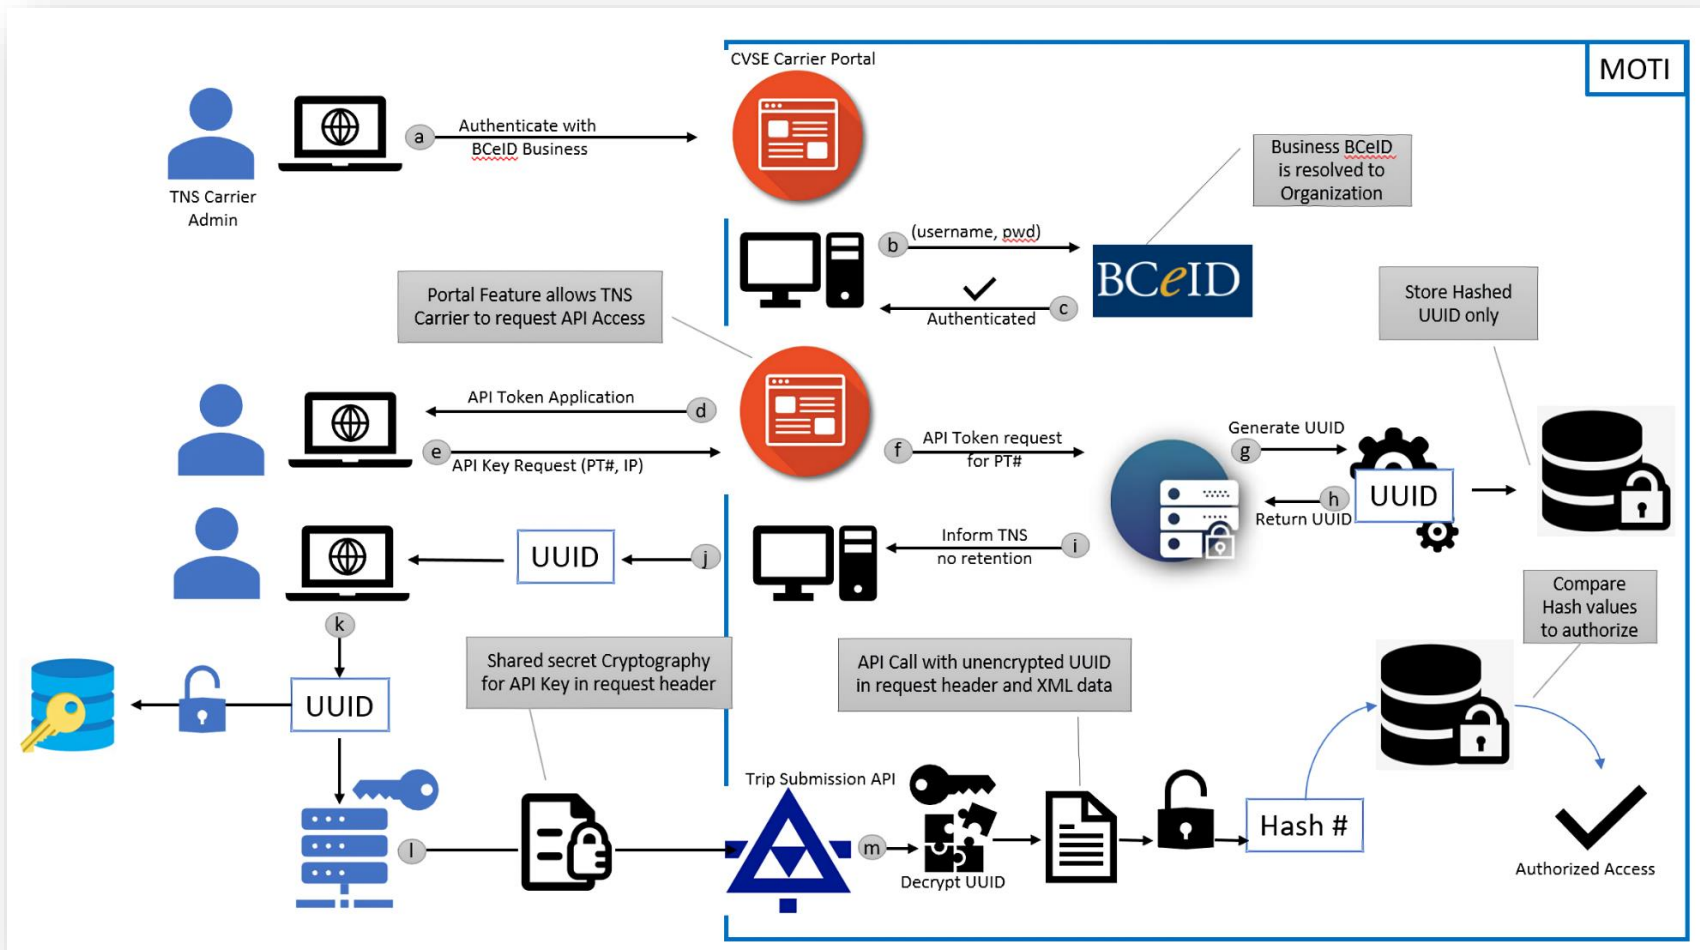 CVSE Carrier Portal
MOTI
a
Authenticate with
BCeID Business
TNS Carrier
Admin
Business BCeID
is resolved to
Organization
b
(username, pwd)
BCeID
c
Authenticated
Portal Feature allows TNS
Carrier to request API Access
Store Hashed
UUID only
API Token Application
d
e
API Key Request (PT#, IP)
f
API Token request
for PT#
Generate UUID
g
h
Return UUID
UUID
UUID
j
Inform TNS
no retention
i
Compare
Hash values
to authorize
k
Shared secret Cryptography
for API Key in request header
API Call with unencrypted UUID
in request header and XML data
UUID
Trip Submission API
l
m
Decrypt UUID
Hash #
Authorized Access